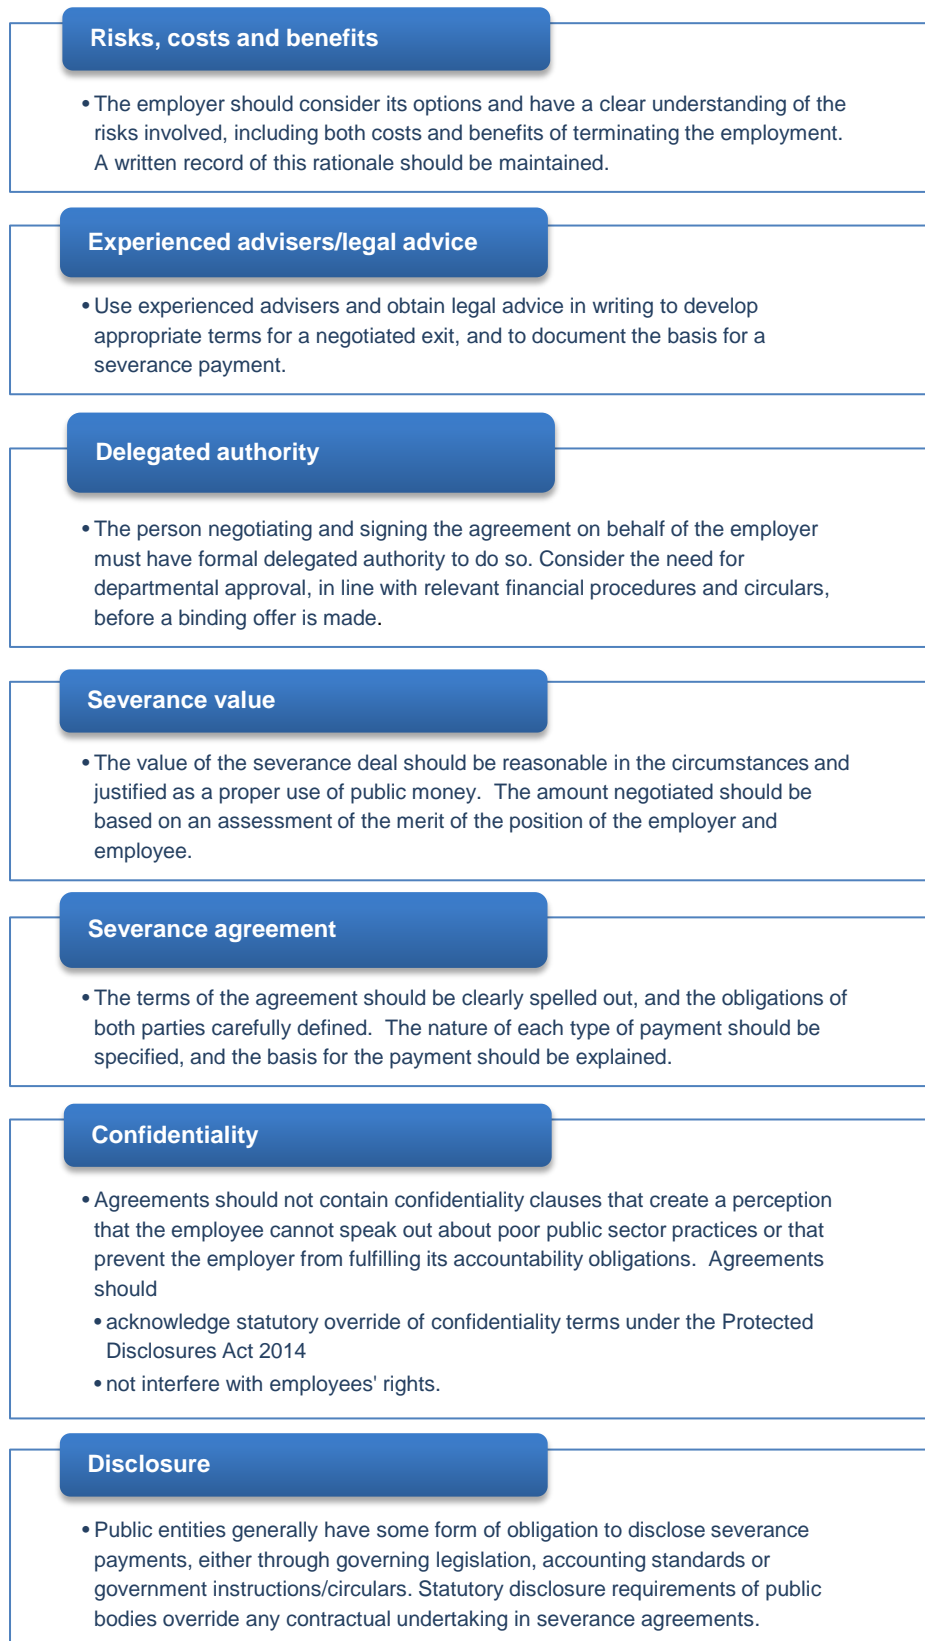 Risks, costs and benefits
• The employer should consider its options and have a clear understanding of the
risks involved, including both costs and benefits of terminating the employment.
A written record of this rationale should be maintained.
Experienced advisers/legal advice
• Use experienced advisers and obtain legal advice in writing to develop
appropriate terms for a negotiated exit, and to document the basis for a
severance payment.
Delegated authority
• The person negotiating and signing the agreement on behalf of the employer
must have formal delegated authority to do so. Consider the need for
departmental approval, in line with relevant financial procedures and circulars,
before a binding offer is made.
Severance value
• The value of the severance deal should be reasonable in the circumstances and
justified as a proper use of public money.  The amount negotiated should be
based on an assessment of the merit of the position of the employer and
employee.
Severance agreement
• The terms of the agreement should be clearly spelled out, and the obligations of
both parties carefully defined.  The nature of each type of payment should be
specified, and the basis for the payment should be explained.
Confidentiality
• Agreements should not contain confidentiality clauses that create a perception
that the employee cannot speak out about poor public sector practices or that
prevent the employer from fulfilling its accountability obligations.  Agreements
should
• acknowledge statutory override of confidentiality terms under the Protected
Disclosures Act 2014
• not interfere with employees' rights.
Disclosure
• Public entities generally have some form of obligation to disclose severance
payments, either through governing legislation, accounting standards or
government instructions/circulars. Statutory disclosure requirements of public
bodies override any contractual undertaking in severance agreements.